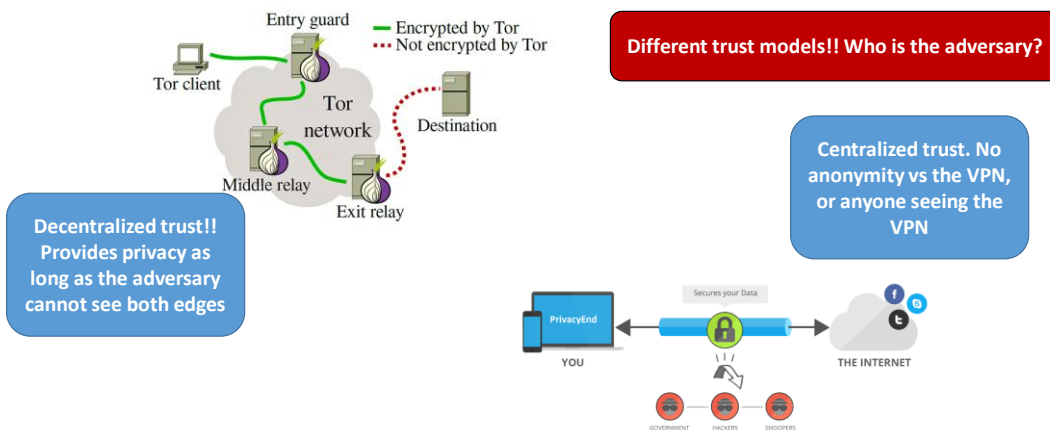 Entry guard
Encrypted by Tor
Not encrypted by Tor
Tor client
Tor
network
Destination
Middle relay
Exit relay
Different trust models!! Who is the adversary?
Decentralized trust!!
Provides privacy as
long as the adversary
cannot see both edges
Centralized trust. No
anonymity vs the VPN,
or anyone seeing the
VPN
Secures your Data
PrivacyEnd
YOU
THE INTERNET
GOVERNMENT
HACKERS
SNOOPERS